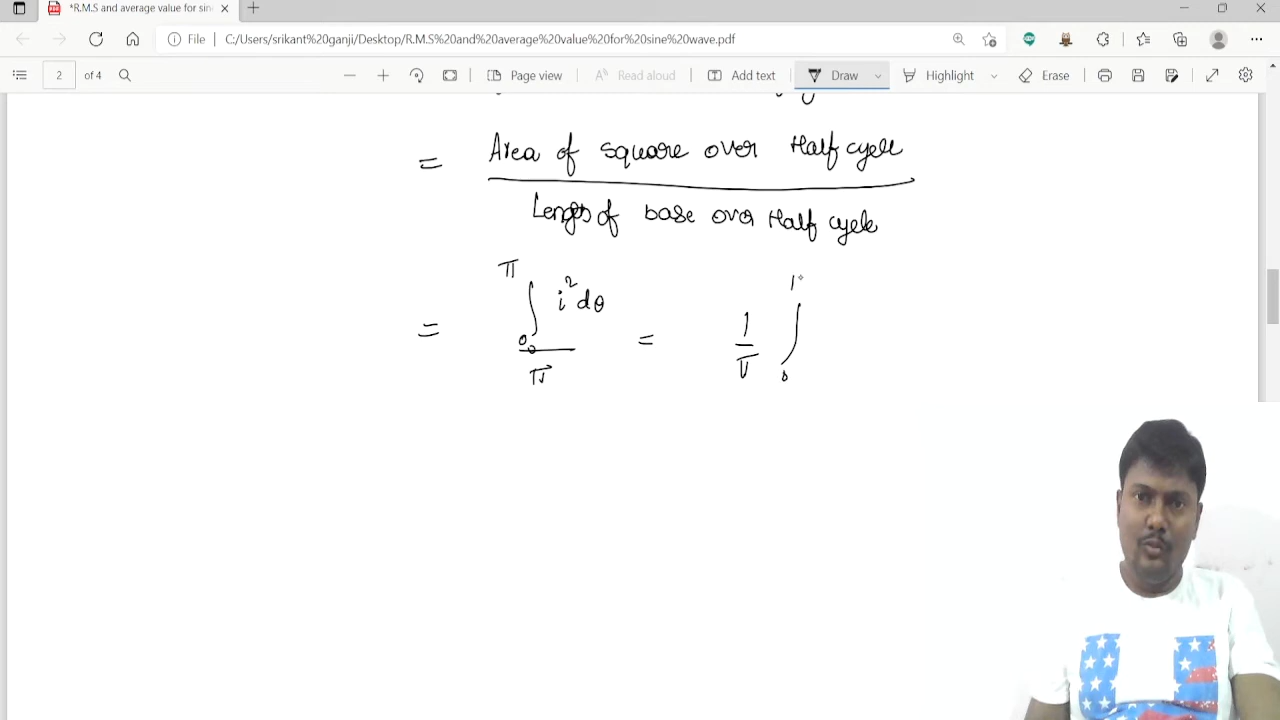 *R.M.S and average value for sin
File C:/Users/srikant%20ganji/Desktop/R.M.S%20and%20average%20value%20for%20sine%20wave.pdf
2 of 4 Page view Read aloud Add text Draw Highlight Erase
= Area of square over Half cycle
Length of base over Half cycle
= ∫₀^π i² dθ / π = 1/π ∫₀